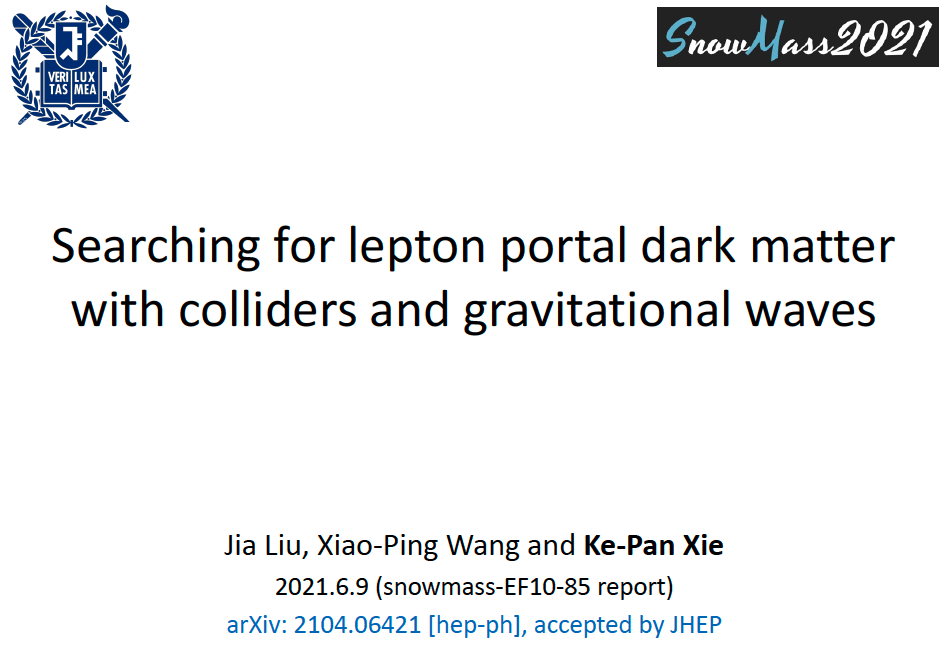 VERI LUX
TAS MEA
SnowMass2021
Searching for lepton portal dark matter
with colliders and gravitational waves
Jia Liu, Xiao-Ping Wang and Ke-Pan Xie
2021.6.9 (snowmass-EF10-85 report)
arXiv: 2104.06421 [hep-ph], accepted by JHEP